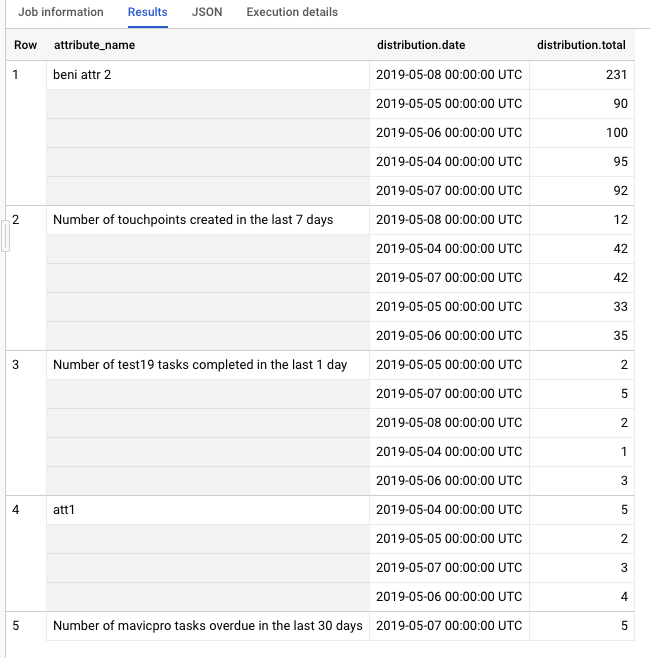 Job information Results JSON Execution details
Row attribute_name distribution.date distribution.total
1 beni attr 2 2019-05-08 00:00:00 UTC 231
2019-05-05 00:00:00 UTC 90
2019-05-06 00:00:00 UTC 100
2019-05-04 00:00:00 UTC 95
2019-05-07 00:00:00 UTC 92
2 Number of touchpoints created in the last 7 days 2019-05-08 00:00:00 UTC 12
2019-05-04 00:00:00 UTC 42
2019-05-07 00:00:00 UTC 42
2019-05-05 00:00:00 UTC 33
2019-05-06 00:00:00 UTC 35
3 Number of test19 tasks completed in the last 1 day 2019-05-05 00:00:00 UTC 2
2019-05-07 00:00:00 UTC 5
2019-05-08 00:00:00 UTC 2
2019-05-04 00:00:00 UTC 1
2019-05-06 00:00:00 UTC 3
4 att1 2019-05-04 00:00:00 UTC 5
2019-05-05 00:00:00 UTC 2
2019-05-07 00:00:00 UTC 3
2019-05-06 00:00:00 UTC 4
5 Number of mavicpro tasks overdue in the last 30 days 2019-05-07 00:00:00 UTC 5